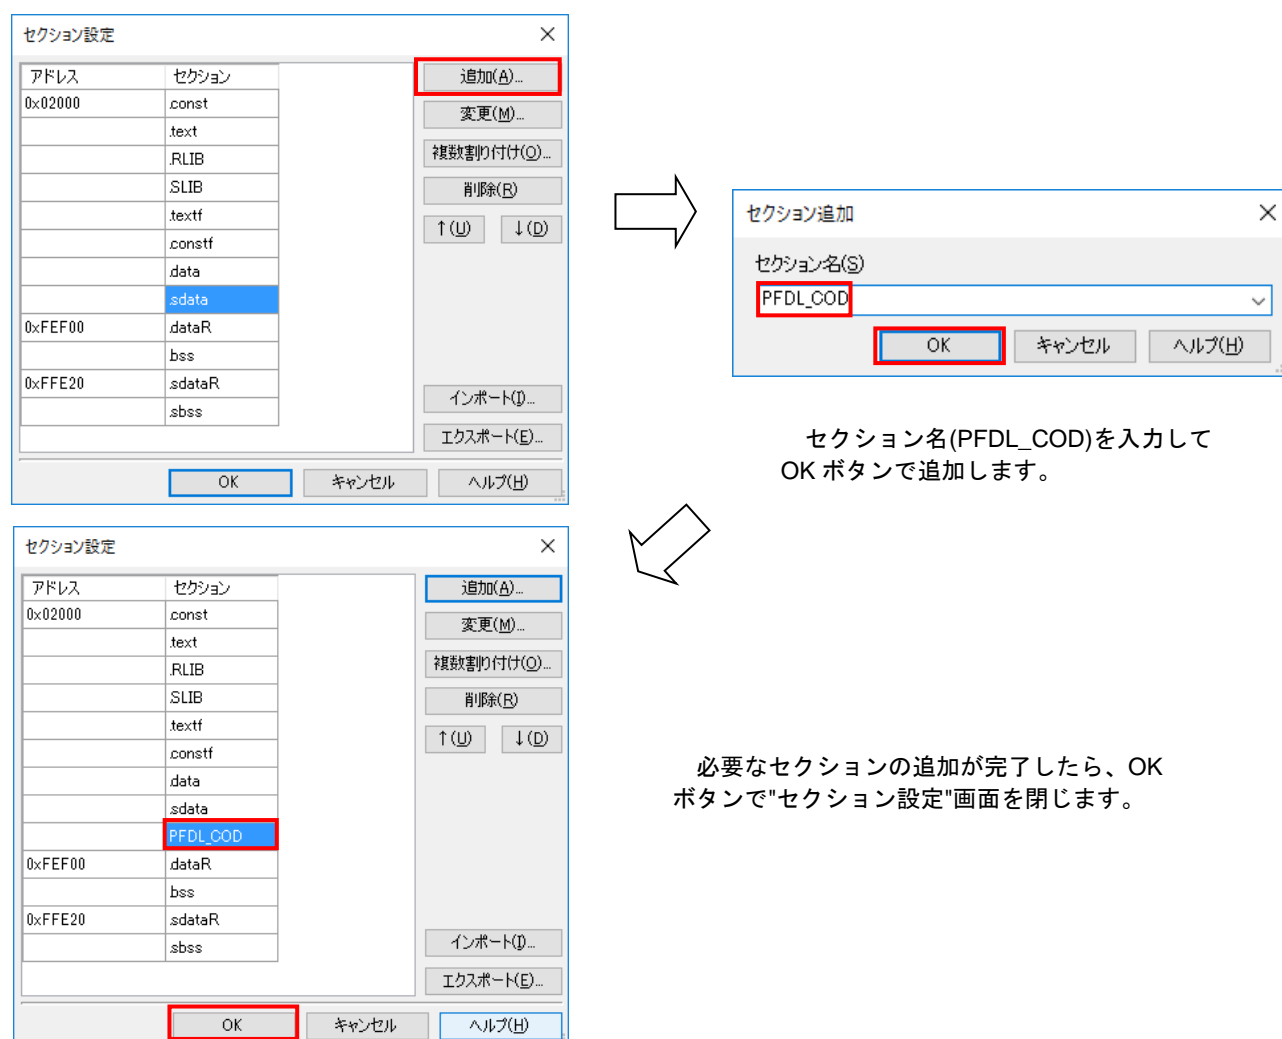 セクション設定
アドレス セクション
0x02000 .const
.text
.RLIB
.SLIB
.textf
.constf
.data
.sdata
0xFEF00 .dataR
.bss
0xFFE20 .sdataR
.sbss
追加(A)...
変更(M)...
複数割り付け(O)...
削除(R)
↑(U) ↓(D)
インポート(I)...
エクスポート(E)...
OK キャンセル ヘルプ(H)
セクション追加
セクション名(S)
PFDL_COD
OK キャンセル ヘルプ(H)
セクション名(PFDL_COD)を入力して
OK ボタンで追加します。
セクション設定
アドレス セクション
0x02000 .const
.text
.RLIB
.SLIB
.textf
.constf
.data
.sdata
PFDL_COD
0xFEF00 .dataR
.bss
0xFFE20 .sdataR
.sbss
追加(A)...
変更(M)...
複数割り付け(O)...
削除(R)
↑(U) ↓(D)
インポート(I)...
エクスポート(E)...
OK キャンセル ヘルプ(H)
必要なセクションの追加が完了したら、OK
ボタンで"セクション設定"画面を閉じます。